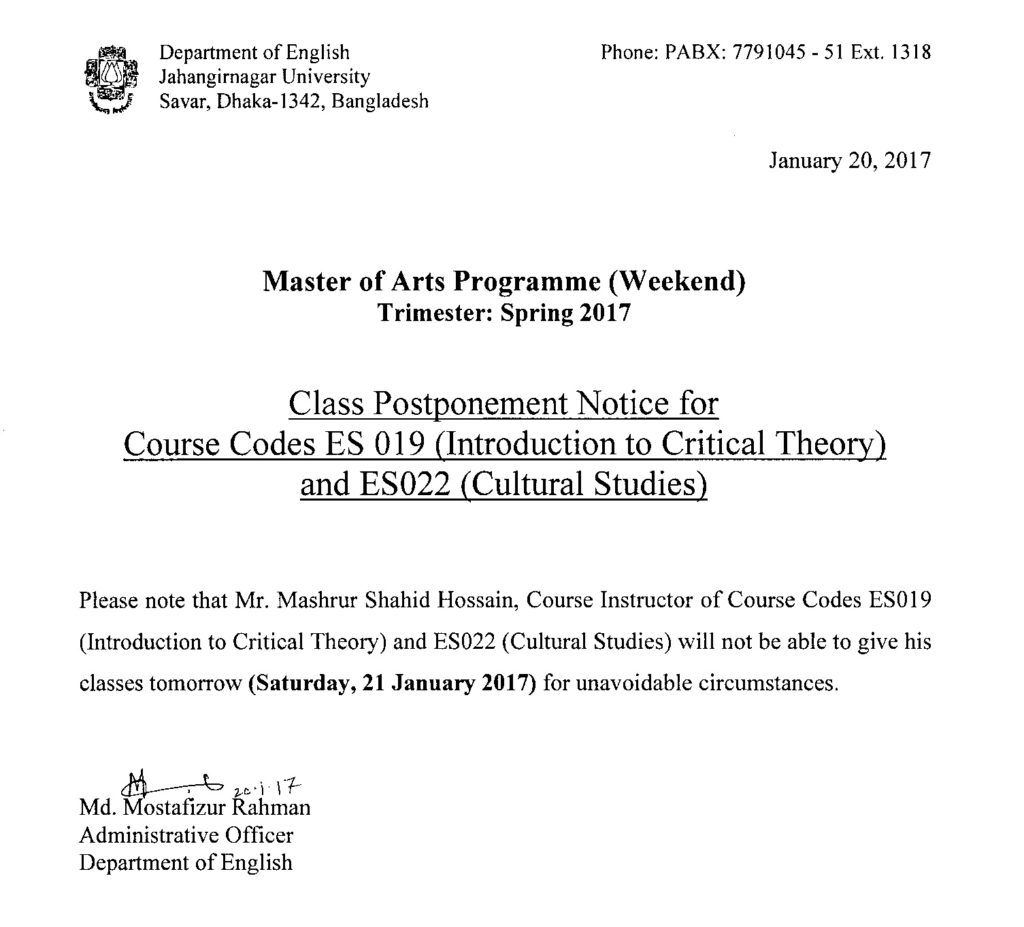 Department of English
Jahangirnagar University
Savar, Dhaka-1342, Bangladesh
Phone: PABX: 7791045 - 51 Ext. 1318
January 20, 2017
Master of Arts Programme (Weekend)
Trimester: Spring 2017
Class Postponement Notice for
Course Codes ES 019 (Introduction to Critical Theory)
and ES022 (Cultural Studies)
Please note that Mr. Mashrur Shahid Hossain, Course Instructor of Course Codes ES019
(Introduction to Critical Theory) and ES022 (Cultural Studies) will not be able to give his
classes tomorrow (Saturday, 21 January 2017) for unavoidable circumstances.
20.1.17
Md. Mostafizur Rahman
Administrative Officer
Department of English